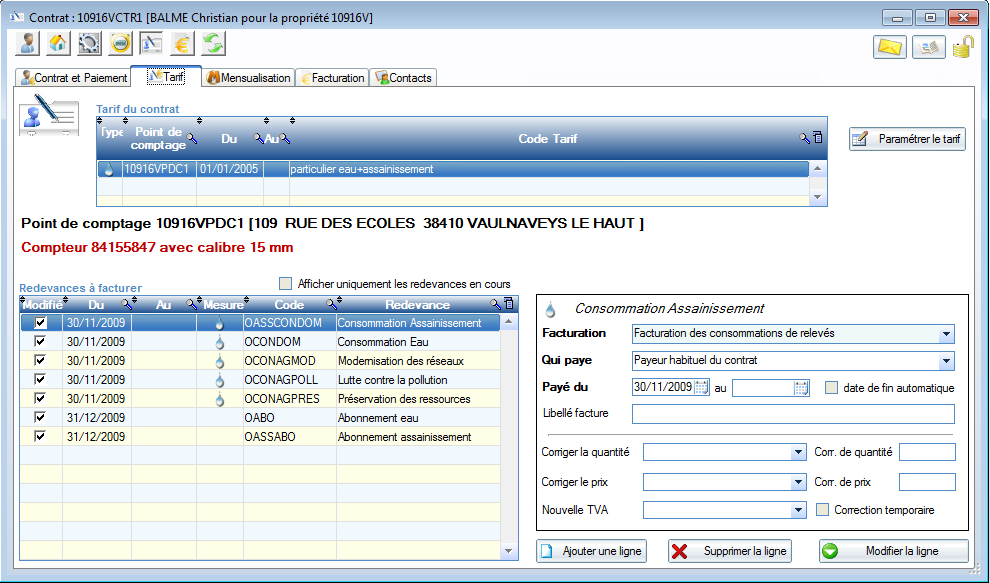 Contrat : 10916VCTR1 [BALME Christian pour la propriété 10916V]
Contrat et Paiement Tarif Mensualisation Facturation Contacts
Tarif du contrat
Type Point de comptage Du Au Code Tarif
Paramétrer le tarif
10916VPDC1 01/01/2005 particulier eau+assainissement
Point de comptage 10916VPDC1 [109 RUE DES ECOLES 38410 VAULNAVEYS LE HAUT ]
Compteur 84155847 avec calibre 15 mm
Redevances à facturer
Afficher uniquement les redevances en cours
Modifié Du Au Mesure Code Redevance
30/11/2009 OASSCONDOM Consommation Assainissement
30/11/2009 OCONDOM Consommation Eau
30/11/2009 OCONAGMOD Modernisation des réseaux
30/11/2009 OCONAGPOLL Lutte contre la pollution
30/11/2009 OCONAGPRES Préservation des ressources
31/12/2009 OABO Abonnement eau
31/12/2009 OASSABO Abonnement assainissement
Consommation Assainissement
Facturation Facturation des consommations de relevés
Qui paye Payeur habituel du contrat
Payé du 30/11/2009 au date de fin automatique
Libellé facture
Corriger la quantité Corr. de quantité
Corriger le prix Corr. de prix
Nouvelle TVA Correction temporaire
Ajouter une ligne Supprimer la ligne Modifier la ligne